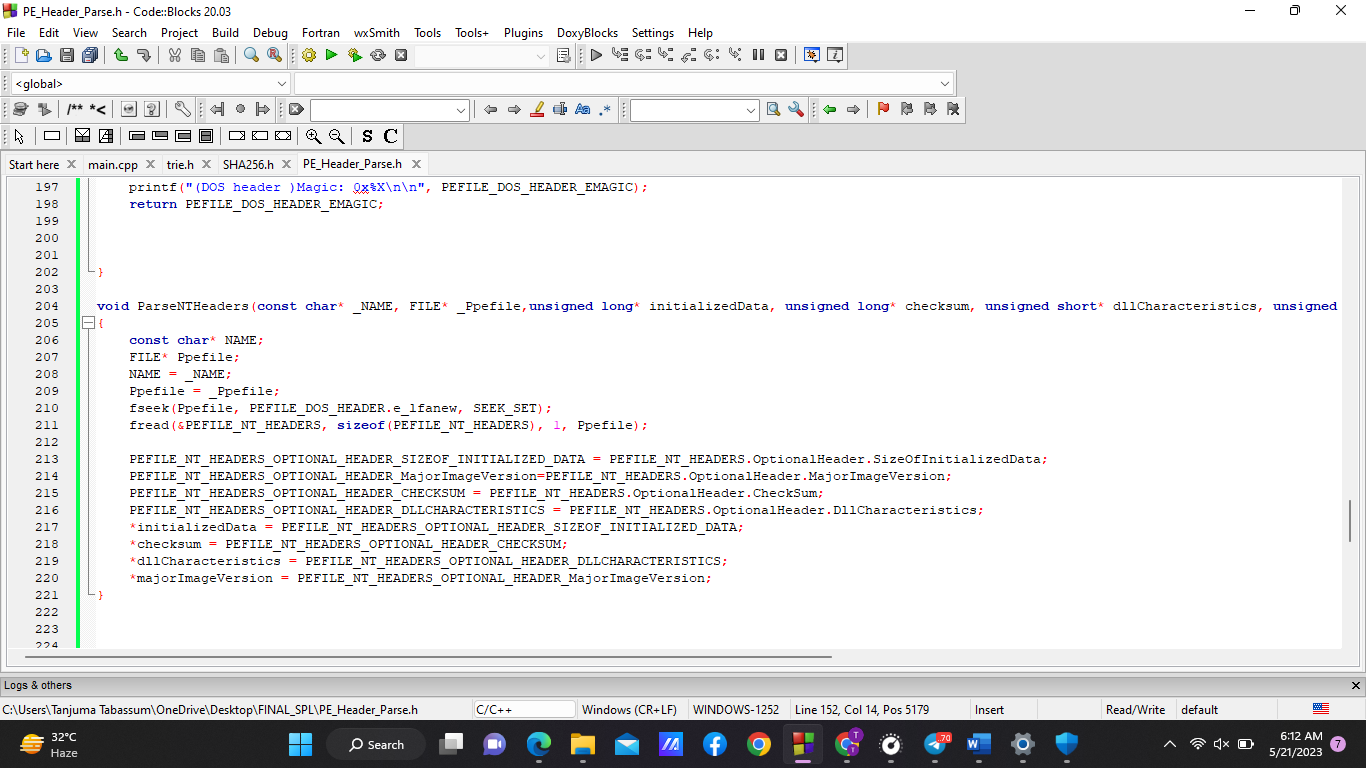 PE_Header_Parse.h - Code::Blocks 20.03
File Edit View Search Project Build Debug Fortran wxSmith Tools Tools+ Plugins DoxyBlocks Settings Help
<global>
/** *<
Aa .*
S C
Start here main.cpp trie.h SHA256.h PE_Header_Parse.h
197 printf("(DOS header )Magic: 0x%X\n\n", PEFILE_DOS_HEADER_EMAGIC);
198 return PEFILE_DOS_HEADER_EMAGIC;
199
200
201
202 }
203
204 void ParseNTHeaders(const char* _NAME, FILE* _Ppefile,unsigned long* initializedData, unsigned long* checksum, unsigned short* dllCharacteristics, unsigned
205 {
206 const char* NAME;
207 FILE* Ppefile;
208 NAME = _NAME;
209 Ppefile = _Ppefile;
210 fseek(Ppefile, PEFILE_DOS_HEADER.e_lfanew, SEEK_SET);
211 fread(&PEFILE_NT_HEADERS, sizeof(PEFILE_NT_HEADERS), 1, Ppefile);
212
213 PEFILE_NT_HEADERS_OPTIONAL_HEADER_SIZEOF_INITIALIZED_DATA = PEFILE_NT_HEADERS.OptionalHeader.SizeOfInitializedData;
214 PEFILE_NT_HEADERS_OPTIONAL_HEADER_MajorImageVersion=PEFILE_NT_HEADERS.OptionalHeader.MajorImageVersion;
215 PEFILE_NT_HEADERS_OPTIONAL_HEADER_CHECKSUM = PEFILE_NT_HEADERS.OptionalHeader.CheckSum;
216 PEFILE_NT_HEADERS_OPTIONAL_HEADER_DLLCHARACTERISTICS = PEFILE_NT_HEADERS.OptionalHeader.DllCharacteristics;
217 *initializedData = PEFILE_NT_HEADERS_OPTIONAL_HEADER_SIZEOF_INITIALIZED_DATA;
218 *checksum = PEFILE_NT_HEADERS_OPTIONAL_HEADER_CHECKSUM;
219 *dllCharacteristics = PEFILE_NT_HEADERS_OPTIONAL_HEADER_DLLCHARACTERISTICS;
220 *majorImageVersion = PEFILE_NT_HEADERS_OPTIONAL_HEADER_MajorImageVersion;
221 }
222
223
224
Logs & others
C:\Users\Tanjuma Tabassum\OneDrive\Desktop\FINAL_SPL\PE_Header_Parse.h C/C++ Windows (CR+LF) WINDOWS-1252 Line 152, Col 14, Pos 5179 Insert Read/Write default
32°C
Haze
Search
.70
6:12 AM
5/21/2023
7